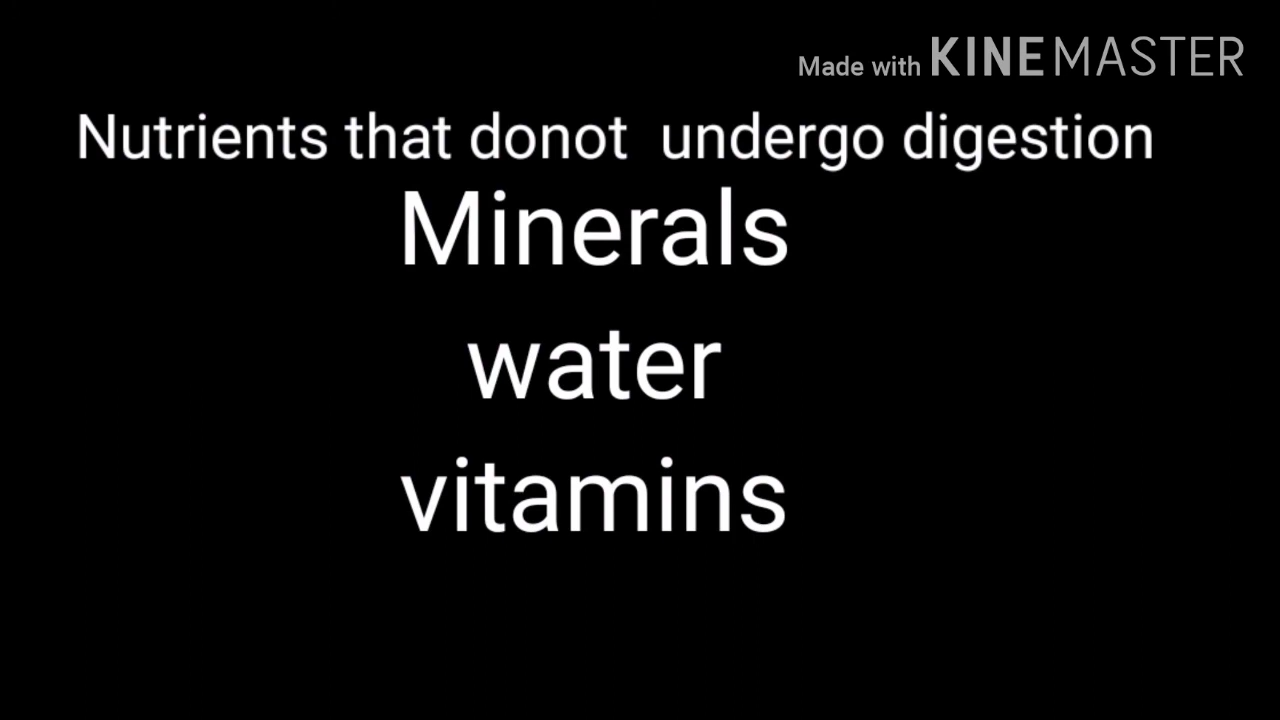 Made with KINEMASTER
Nutrients that donot undergo digestion
Minerals
water
vitamins